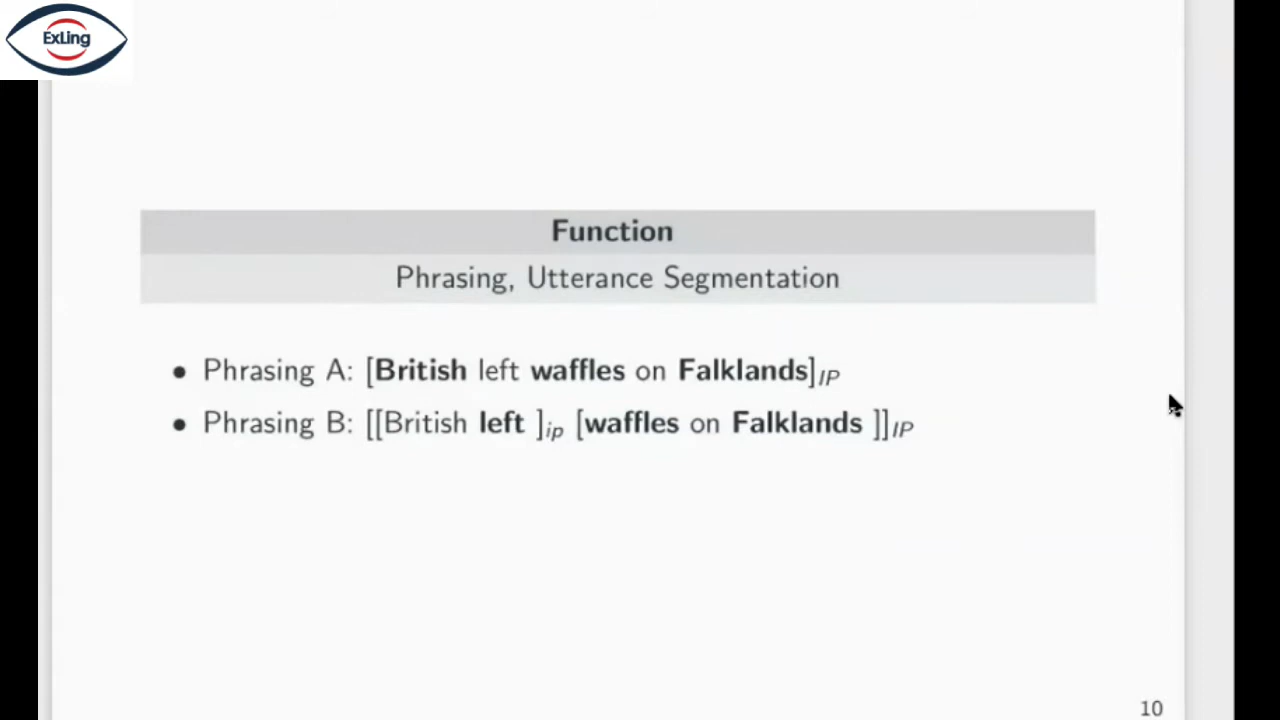 ExLing
Function
Phrasing, Utterance Segmentation
• Phrasing A: [British left waffles on Falklands]IP
• Phrasing B: [[British left ]ip [waffles on Falklands ]]IP
10